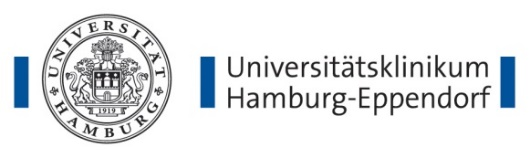 UNIVERSITÄT
HAMBURG
1919
Universitätsklinikum
Hamburg-Eppendorf